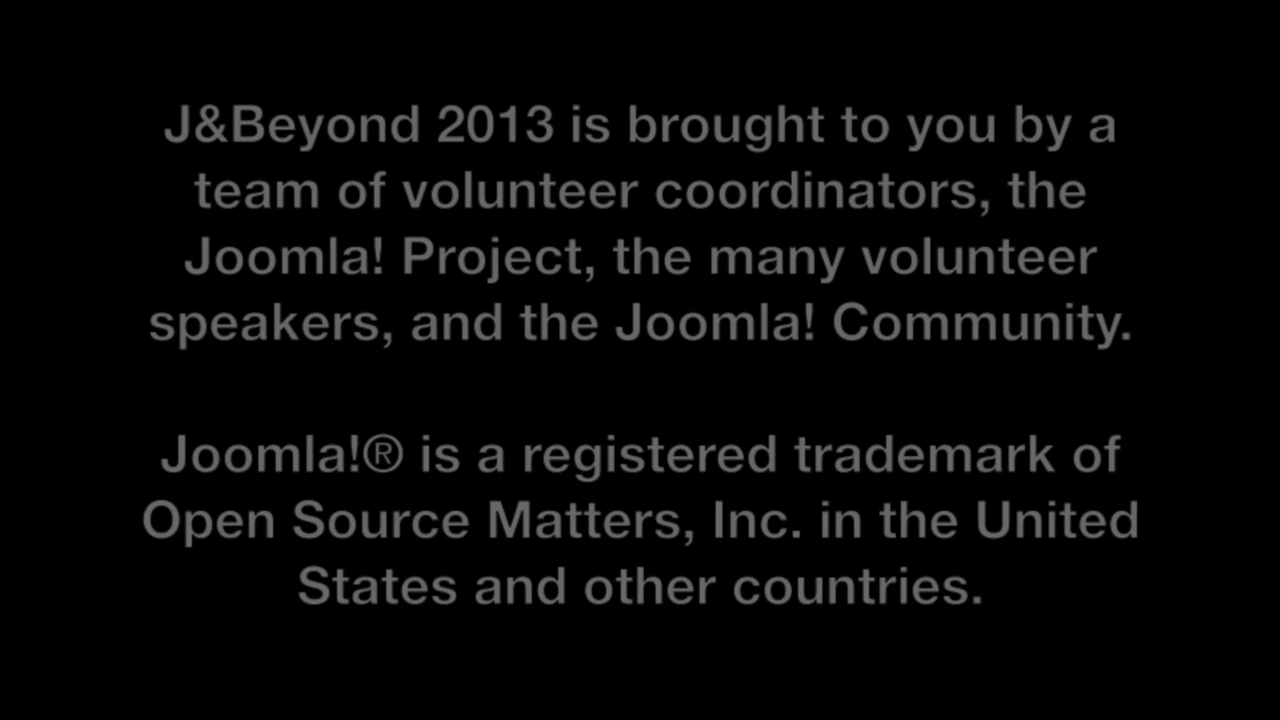 J&Beyond 2013 is brought to you by a
team of volunteer coordinators, the
Joomla! Project, the many volunteer
speakers, and the Joomla! Community.
Joomla!® is a registered trademark of
Open Source Matters, Inc. in the United
States and other countries.